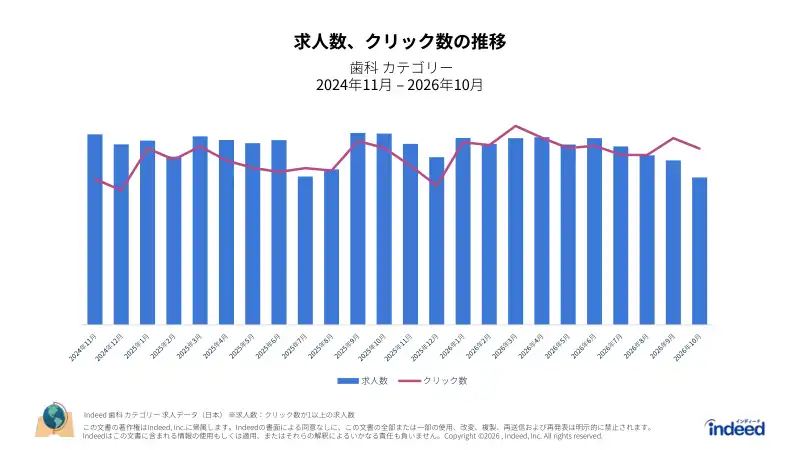 求人数、クリック数の推移
歯科 カテゴリー
2024年11月 – 2026年10月
2024年11月
2024年12月
2025年1月
2025年2月
2025年3月
2025年4月
2025年5月
2025年6月
2025年7月
2025年8月
2025年9月
2025年10月
2025年11月
2025年12月
2026年1月
2026年2月
2026年3月
2026年4月
2026年5月
2026年6月
2026年7月
2026年8月
2026年9月
2026年10月
求人数 クリック数
Indeed 歯科 カテゴリー 求人データ（日本） ※求人数：クリック数が1以上の求人数
この文書の著作権はIndeed, Inc.に帰属します。Indeedの書面による同意なしに、この文書の全部または一部の使用、改変、複製、再送信および再発表は明示的に禁止されます。
Indeedはこの文書に含まれる情報の使用もしくは適用、またはそれらの解釈によるいかなる責任も負いません。Copyright ©2026 , Indeed, Inc. All rights reserved.
インディード
indeed